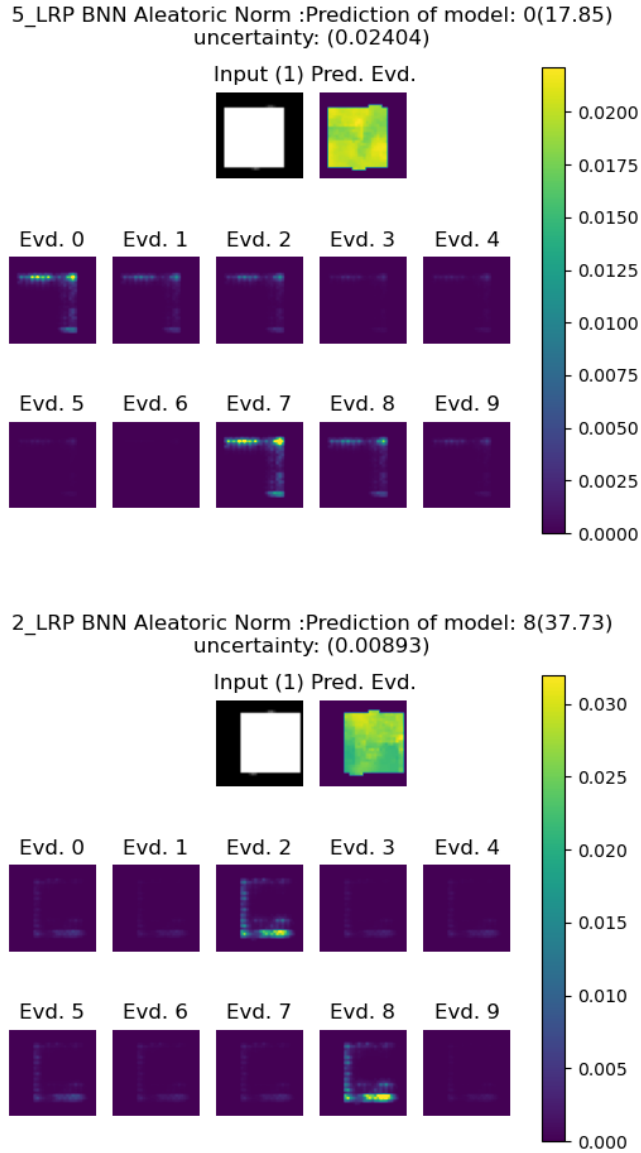 5_LRP BNN Aleatoric Norm :Prediction of model: 0(17.85)
uncertainty: (0.02404)
Input (1) Pred. Evd.
0.0200
0.0175
0.0150
0.0125
0.0100
0.0075
0.0050
0.0025
0.0000
Evd. 0 Evd. 1 Evd. 2 Evd. 3 Evd. 4
Evd. 5 Evd. 6 Evd. 7 Evd. 8 Evd. 9
2_LRP BNN Aleatoric Norm :Prediction of model: 8(37.73)
uncertainty: (0.00893)
Input (1) Pred. Evd.
0.030
0.025
0.020
0.015
0.010
0.005
0.000
Evd. 0 Evd. 1 Evd. 2 Evd. 3 Evd. 4
Evd. 5 Evd. 6 Evd. 7 Evd. 8 Evd. 9